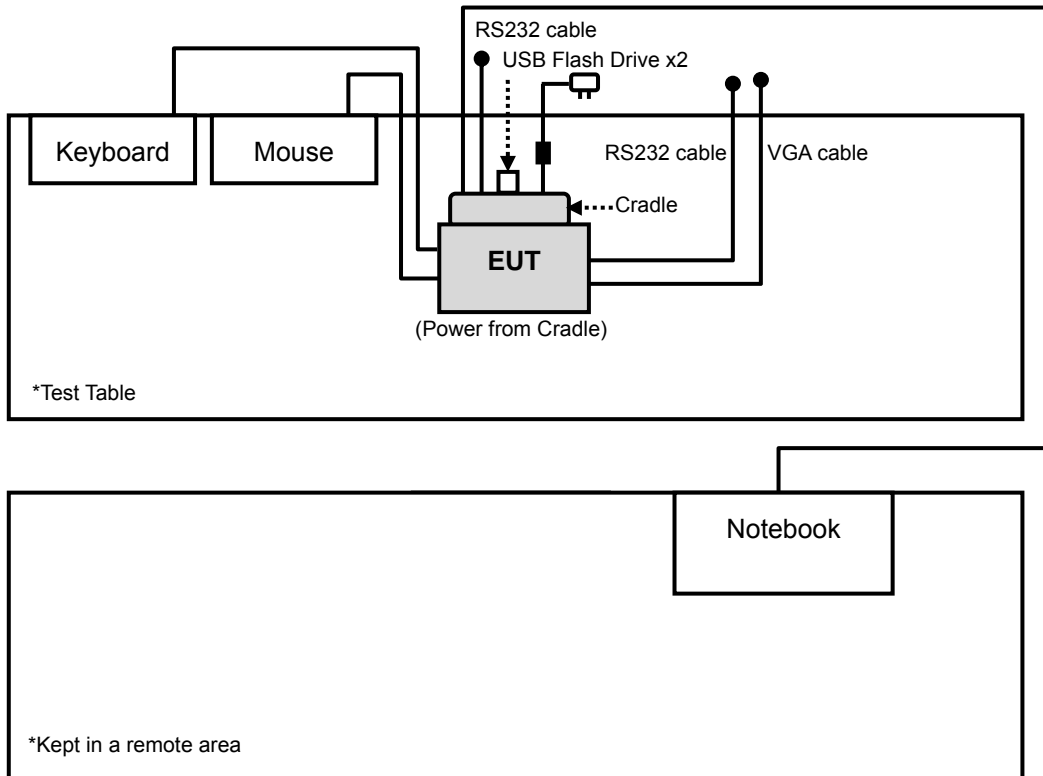 RS232 cable
USB Flash Drive x2
Keyboard
Mouse
RS232 cable
VGA cable
Cradle
EUT
(Power from Cradle)
*Test Table
Notebook
*Kept in a remote area